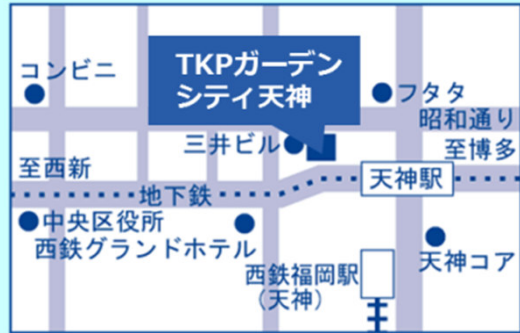 コンビニ
TKPガーデン
シティ天神
フタタ
昭和通り
三井ビル
至博多
至西新
天神駅
地下鉄
中央区役所
西鉄グランドホテル
天神コア
西鉄福岡駅
（天神）